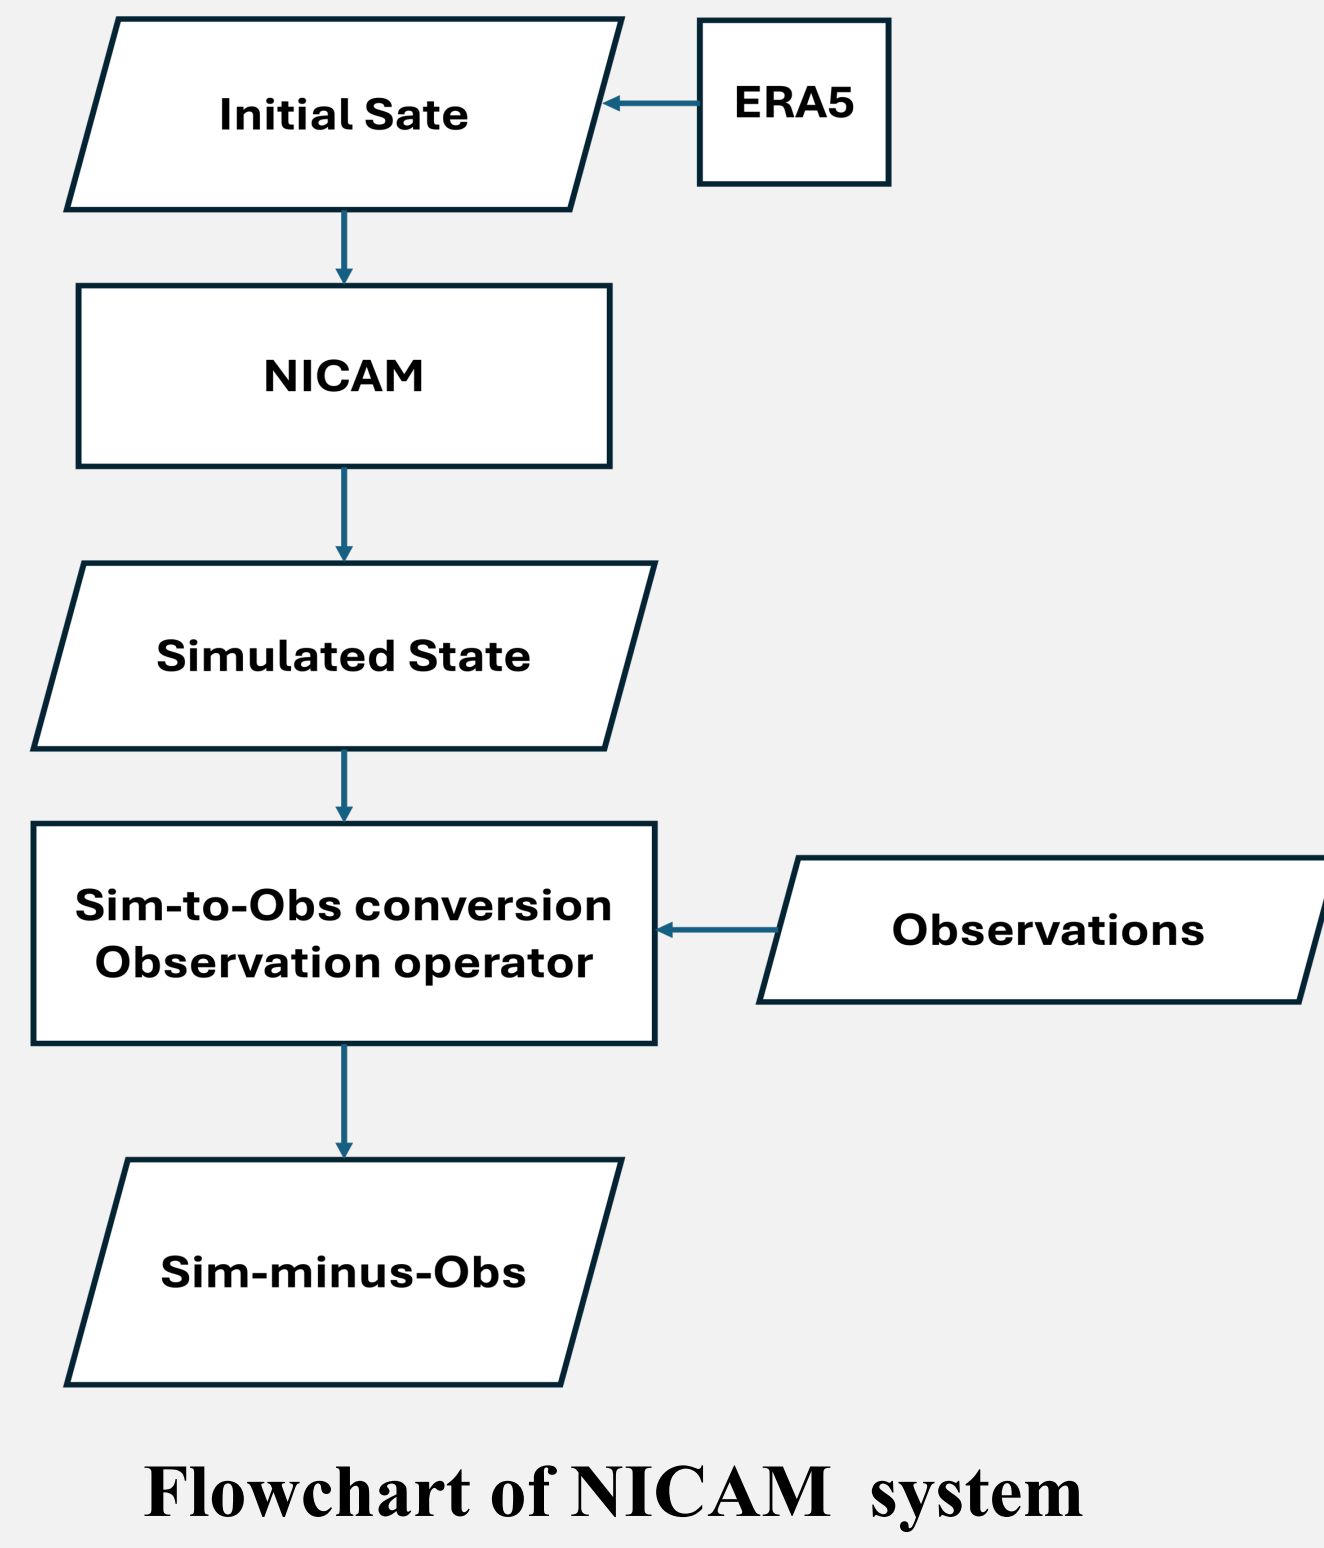 Initial Sate
ERA5
NICAM
Simulated State
Sim-to-Obs conversion
Observation operator
Observations
Sim-minus-Obs
Flowchart of NICAM  system